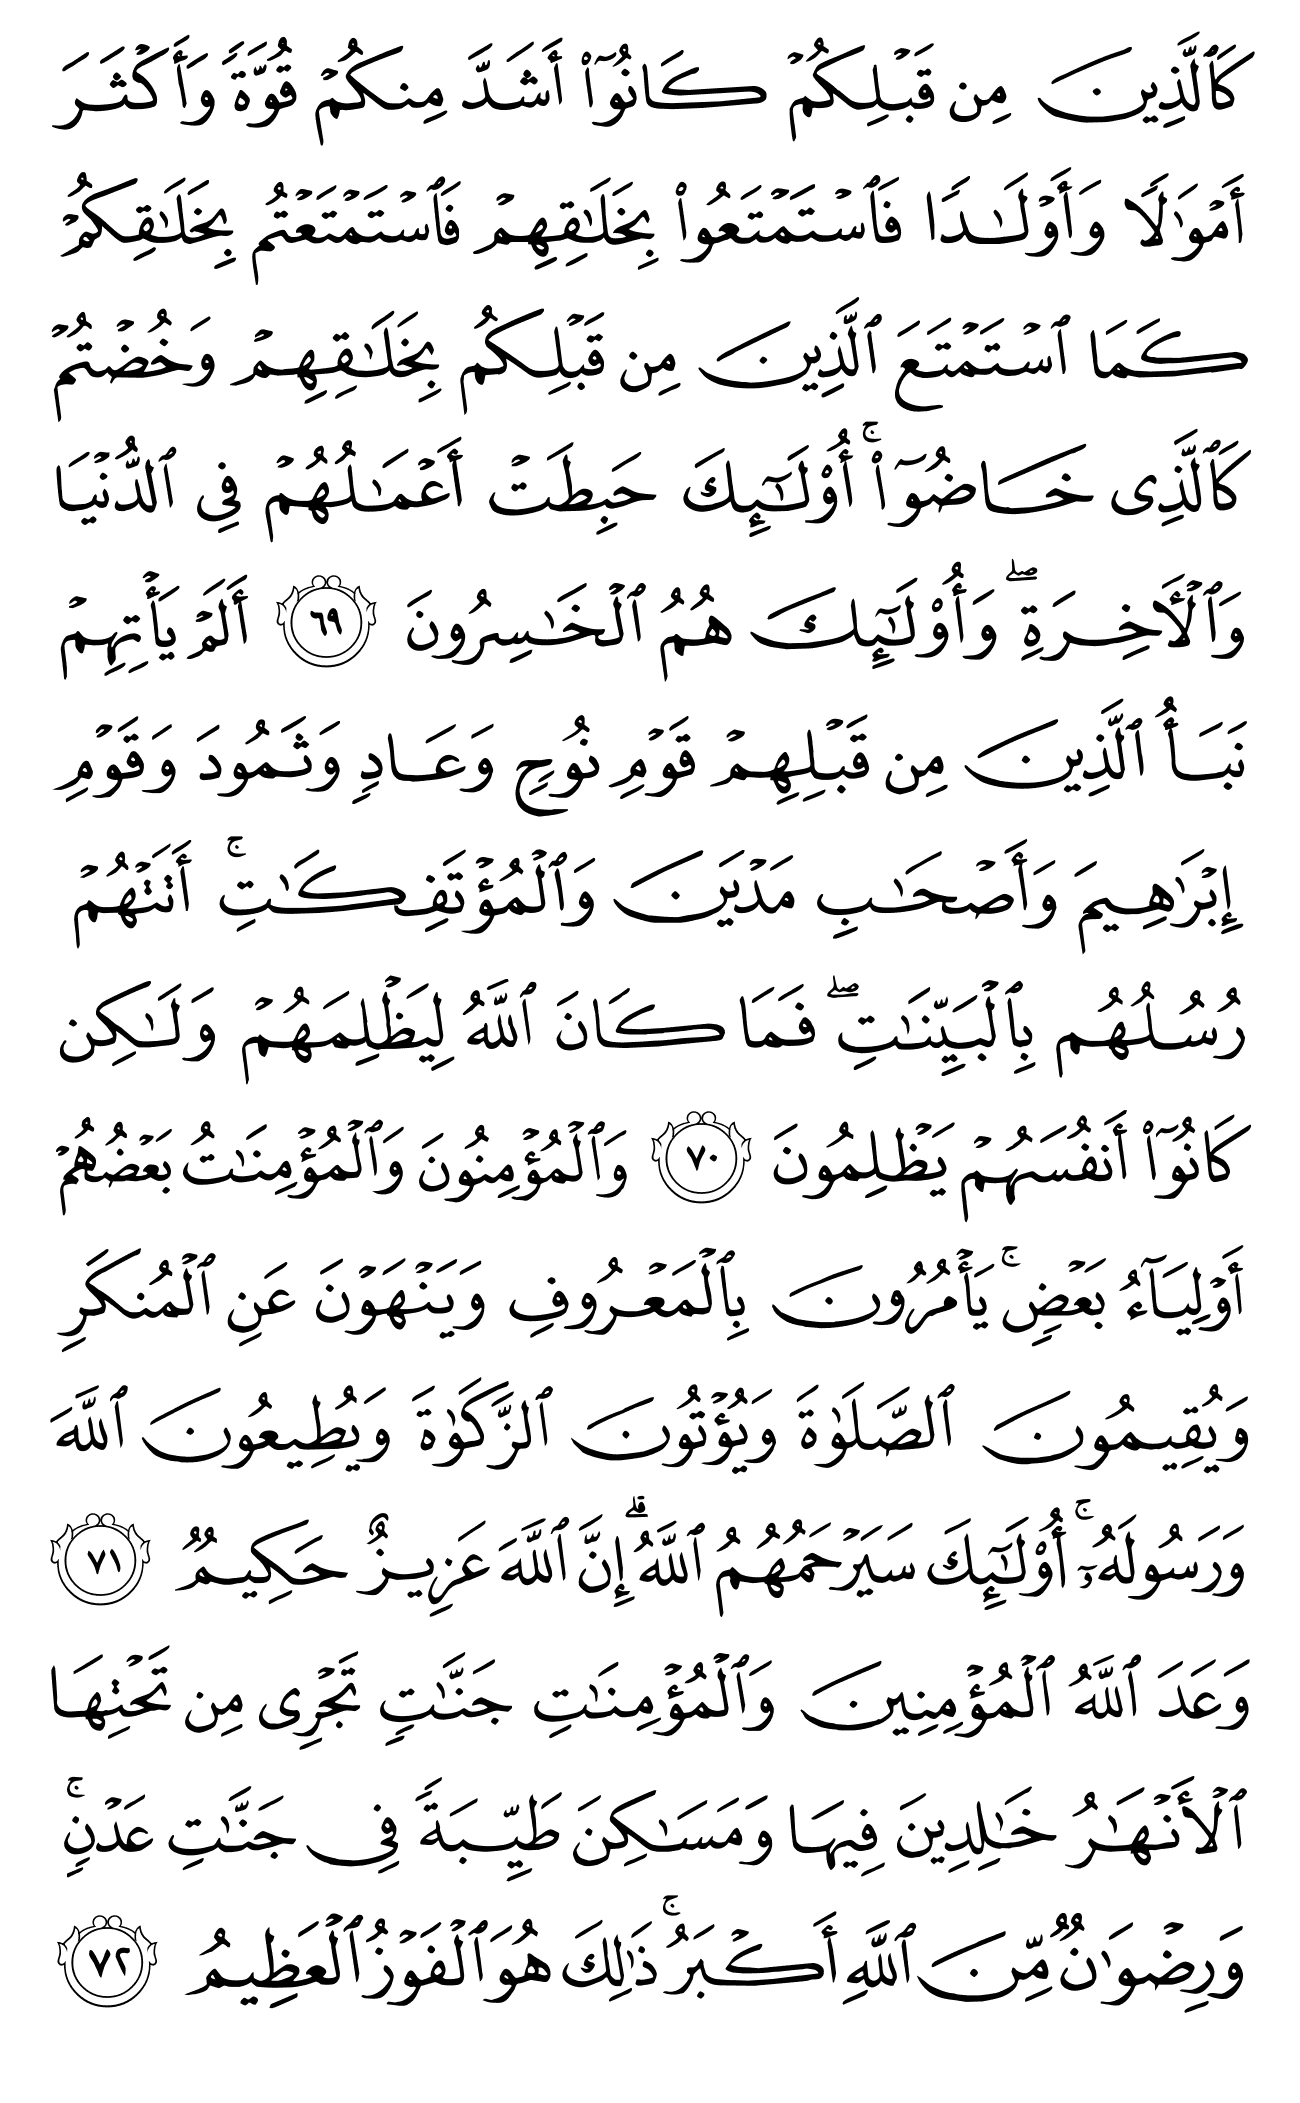 كَٱلَّذِينَ مِن قَبۡلِكُمۡ كَانُوٓاْ أَشَدَّ مِنكُمۡ قُوَّةٗ وَأَكۡثَرَ
أَمۡوَٰلٗا وَأَوۡلَٰدٗا فَٱسۡتَمۡتَعُواْ بِخَلَٰقِهِمۡ فَٱسۡتَمۡتَعۡتُم بِخَلَٰقِكُمۡ
كَمَا ٱسۡتَمۡتَعَ ٱلَّذِينَ مِن قَبۡلِكُم بِخَلَٰقِهِمۡ وَخُضۡتُمۡ
كَٱلَّذِي خَاضُوٓاْۚ أُوْلَٰٓئِكَ حَبِطَتۡ أَعۡمَٰلُهُمۡ فِي ٱلدُّنۡيَا
وَٱلۡأٓخِرَةِۖ وَأُوْلَٰٓئِكَ هُمُ ٱلۡخَٰسِرُونَ ٦٩ أَلَمۡ يَأۡتِهِمۡ
نَبَأُ ٱلَّذِينَ مِن قَبۡلِهِمۡ قَوۡمِ نُوحٖ وَعَادٖ وَثَمُودَ وَقَوۡمِ
إِبۡرَٰهِيمَ وَأَصۡحَٰبِ مَدۡيَنَ وَٱلۡمُؤۡتَفِكَٰتِۚ أَتَتۡهُمۡ
رُسُلُهُم بِٱلۡبَيِّنَٰتِۖ فَمَا كَانَ ٱللَّهُ لِيَظۡلِمَهُمۡ وَلَٰكِن
كَانُوٓاْ أَنفُسَهُمۡ يَظۡلِمُونَ ٧٠ وَٱلۡمُؤۡمِنُونَ وَٱلۡمُؤۡمِنَٰتُ بَعۡضُهُمۡ
أَوۡلِيَآءُ بَعۡضٖۚ يَأۡمُرُونَ بِٱلۡمَعۡرُوفِ وَيَنۡهَوۡنَ عَنِ ٱلۡمُنكَرِ
وَيُقِيمُونَ ٱلصَّلَوٰةَ وَيُؤۡتُونَ ٱلزَّكَوٰةَ وَيُطِيعُونَ ٱللَّهَ
وَرَسُولَهُۥٓۚ أُوْلَٰٓئِكَ سَيَرۡحَمُهُمُ ٱللَّهُۗ إِنَّ ٱللَّهَ عَزِيزٌ حَكِيمٞ ٧١
وَعَدَ ٱللَّهُ ٱلۡمُؤۡمِنِينَ وَٱلۡمُؤۡمِنَٰتِ جَنَّٰتٖ تَجۡرِي مِن تَحۡتِهَا
ٱلۡأَنۡهَٰرُ خَٰلِدِينَ فِيهَا وَمَسَٰكِنَ طَيِّبَةٗ فِي جَنَّٰتِ عَدۡنٖۚ
وَرِضۡوَٰنٞ مِّنَ ٱللَّهِ أَكۡبَرُۚ ذَٰلِكَ هُوَ ٱلۡفَوۡزُ ٱلۡعَظِيمُ ٧٢